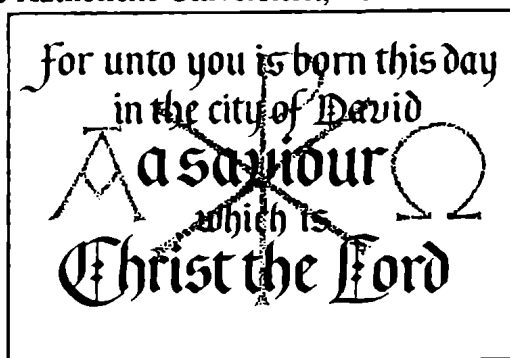 for unto you is born this day
in the city of David
Α a saviour Ω
which is
Christ the Lord